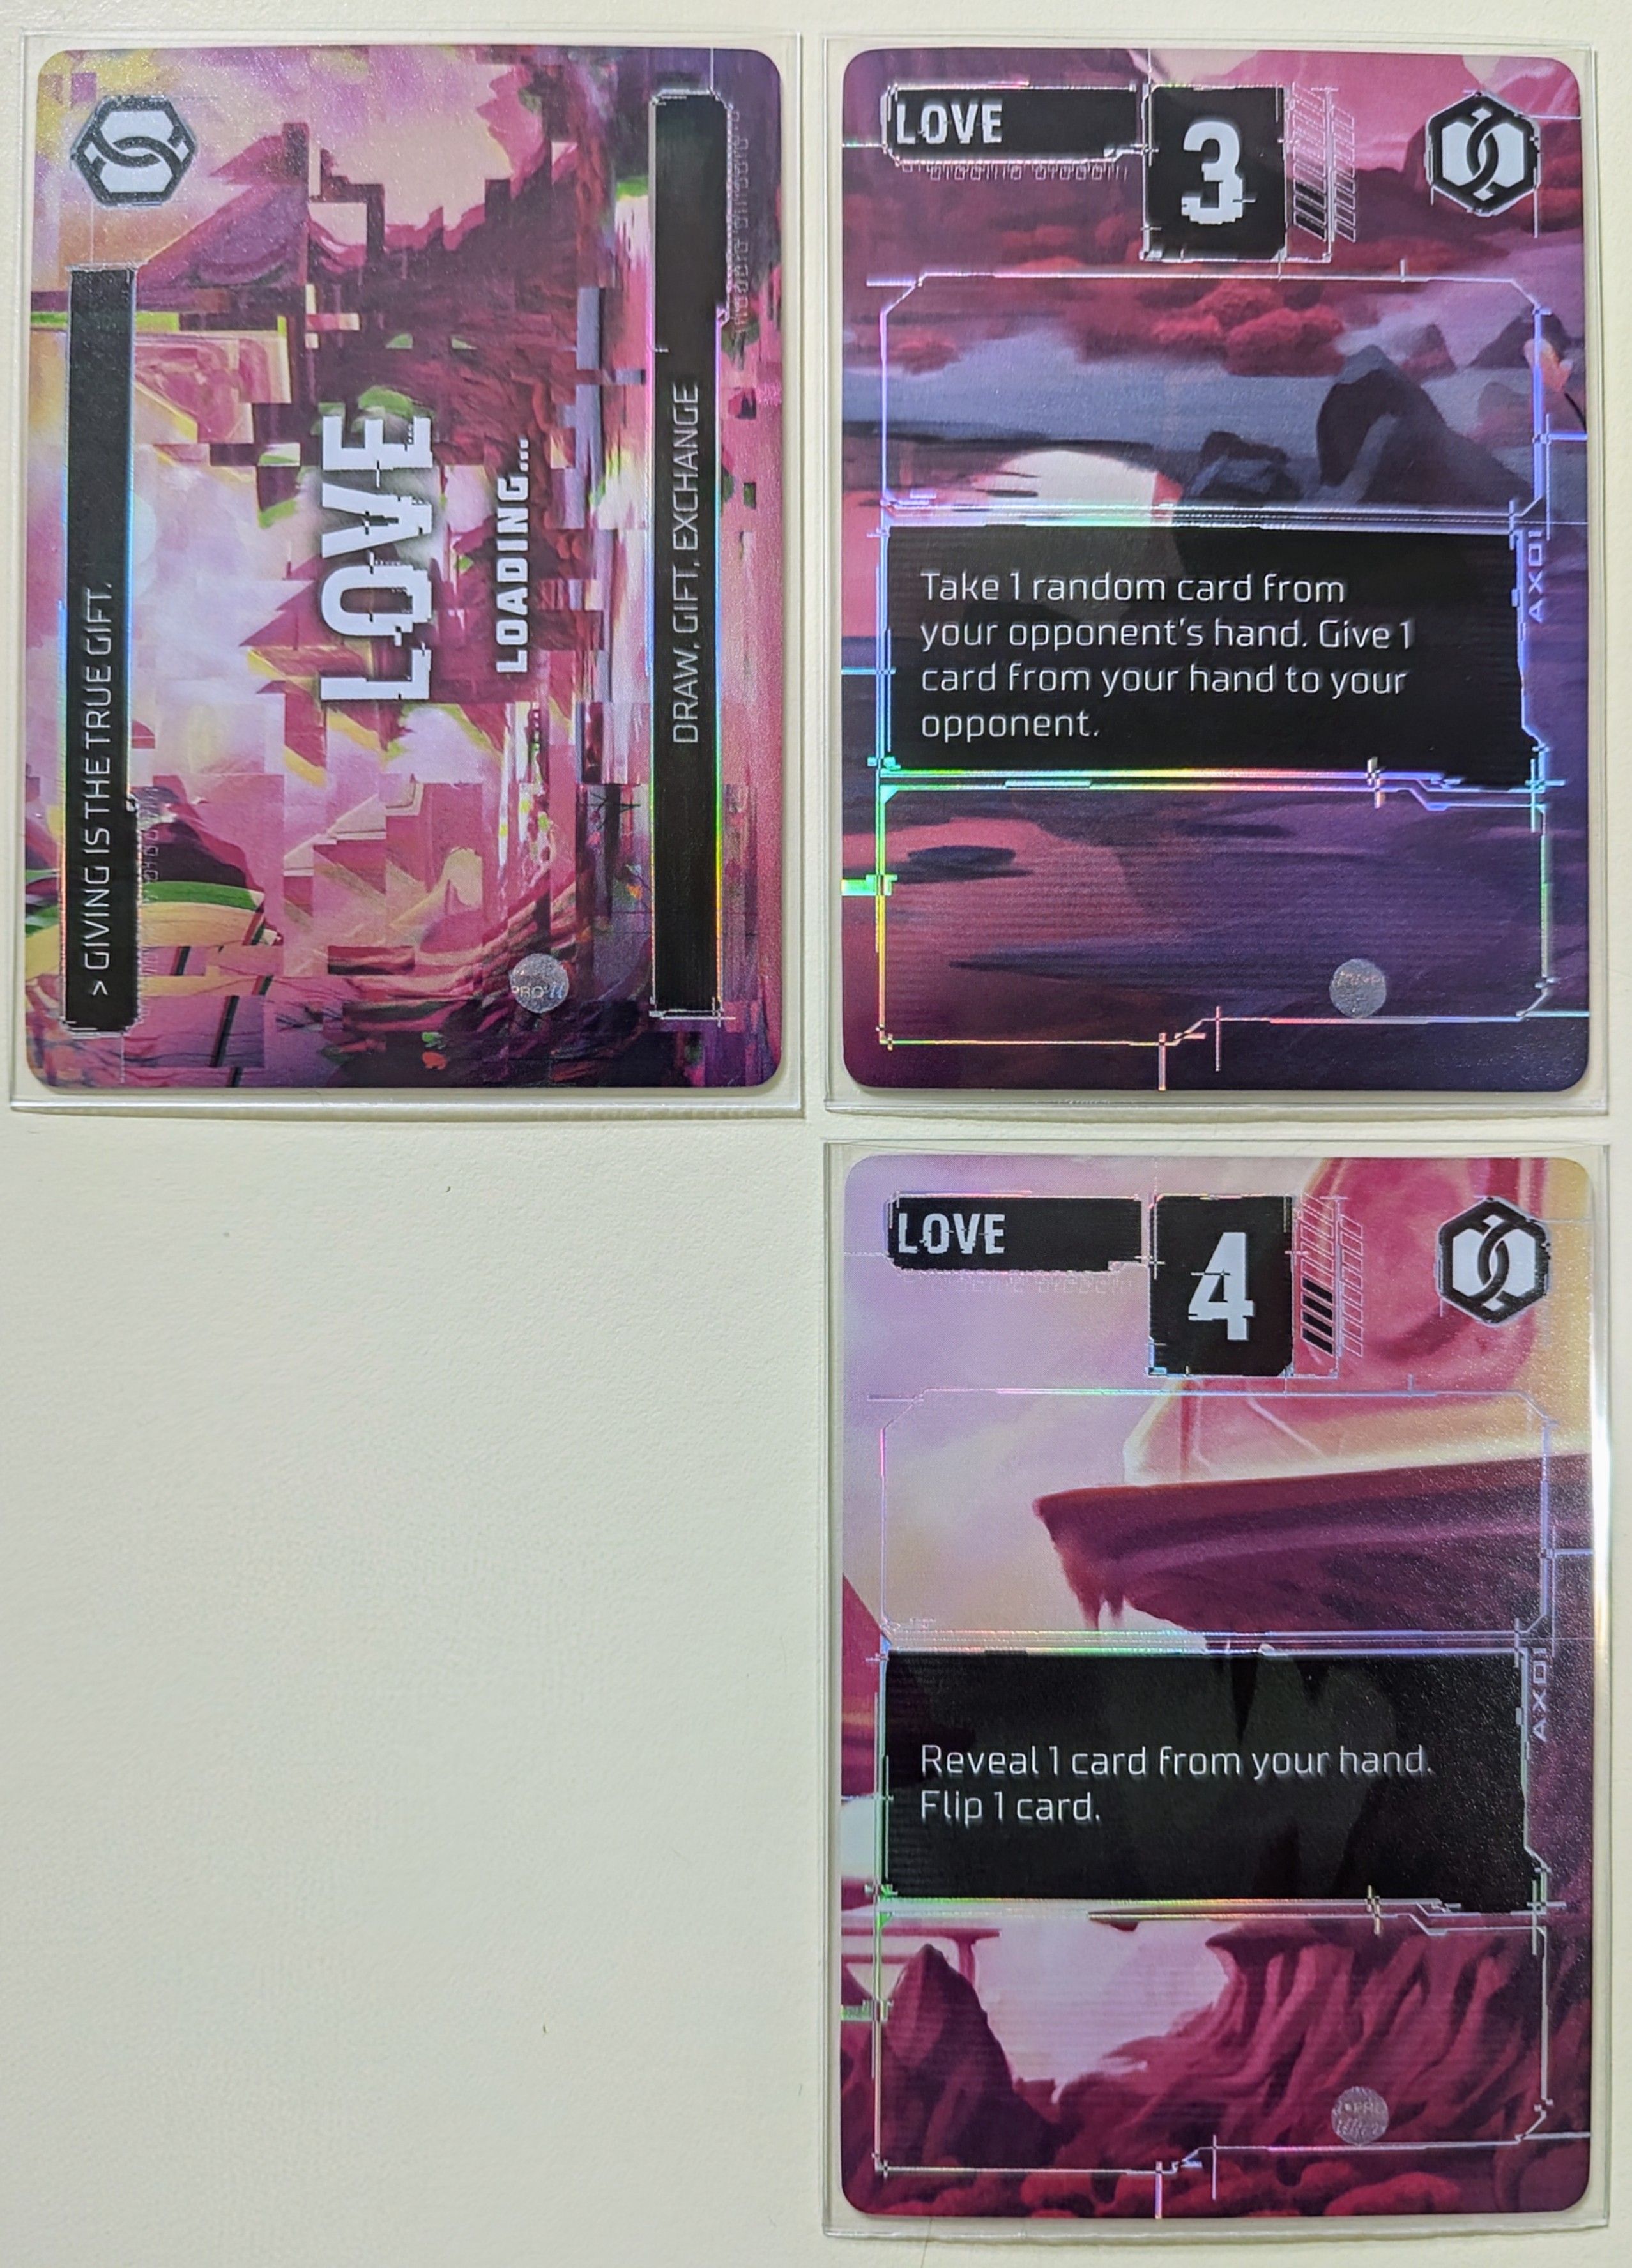 > GIVING IS THE TRUE GIFT.
LOVE
LOADING...
DRAW, GIFT, EXCHANGE
LOVE
3
Take 1 random card from
your opponent's hand. Give 1
card from your hand to your
opponent.
AX01
LOVE
4
Reveal 1 card from your hand.
Flip 1 card.
AX01